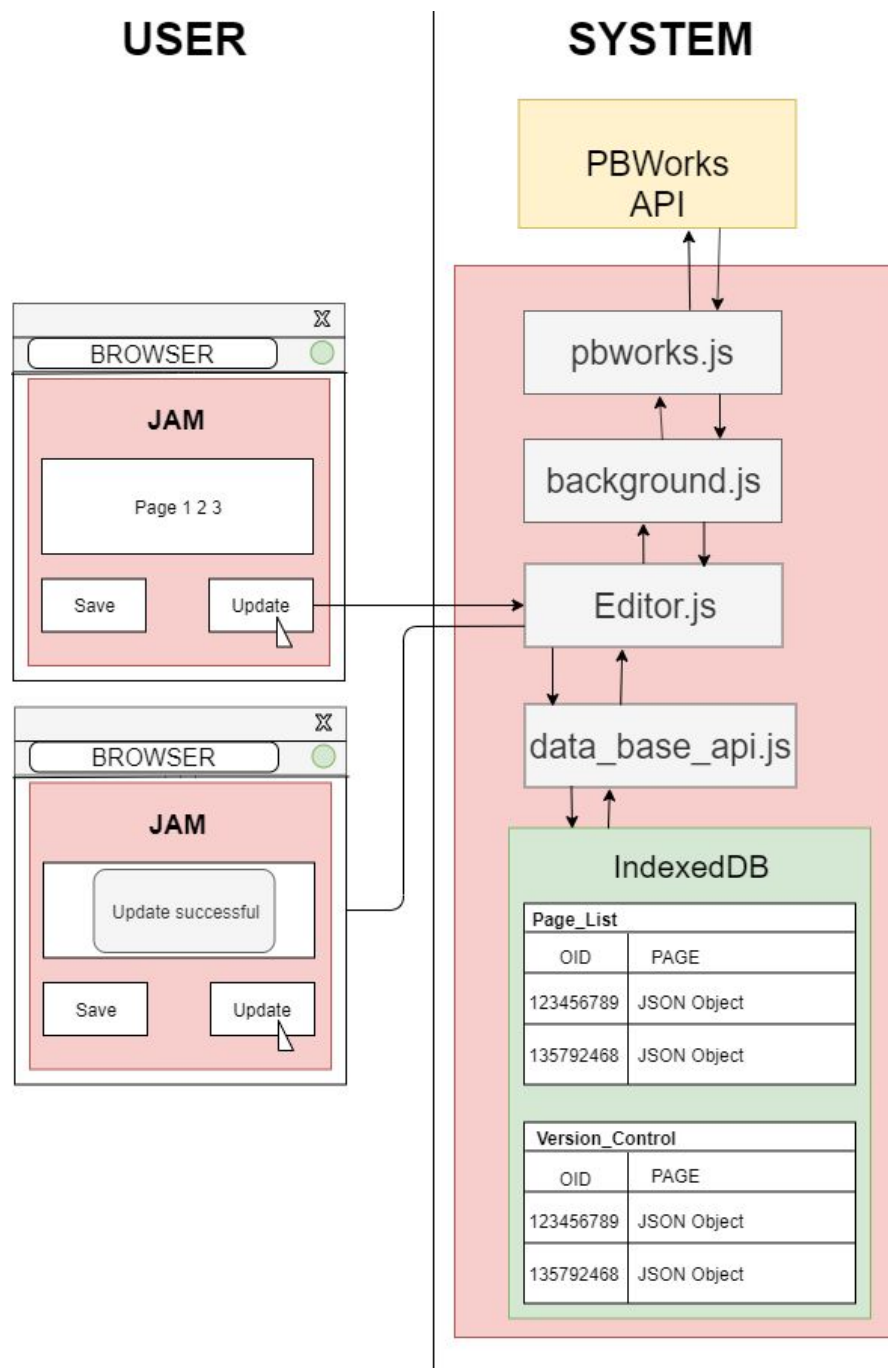 USER
SYSTEM
PBWorks
API
pbworks.js
background.js
Editor.js
data_base_api.js
X
BROWSER
JAM
Page 1 2 3
Save
Update
X
BROWSER
JAM
Update successful
Save
Update
IndexedDB
Page_List
OID PAGE
123456789 JSON Object
135792468 JSON Object
Version_Control
OID PAGE
123456789 JSON Object
135792468 JSON Object